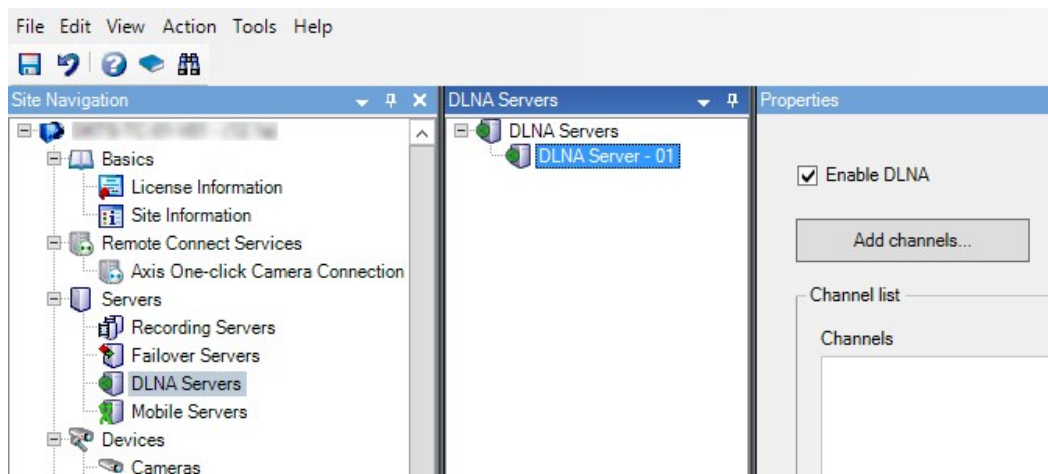 File Edit View Action Tools Help
Site Navigation
Basics
License Information
Site Information
Remote Connect Services
Axis One-click Camera Connection
Servers
Recording Servers
Failover Servers
DLNA Servers
Mobile Servers
Devices
Cameras
DLNA Servers
DLNA Servers
DLNA Server - 01
Properties
Enable DLNA
Add channels...
Channel list
Channels